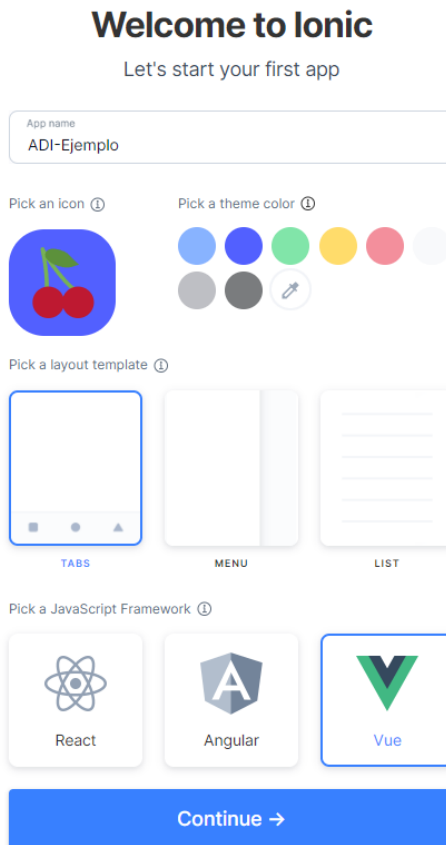 Welcome to Ionic
Let's start your first app
App name
ADI-Ejemplo
Pick an icon
Pick a theme color
Pick a layout template
TABS
MENU
LIST
Pick a JavaScript Framework
React
Angular
Vue
Continue →